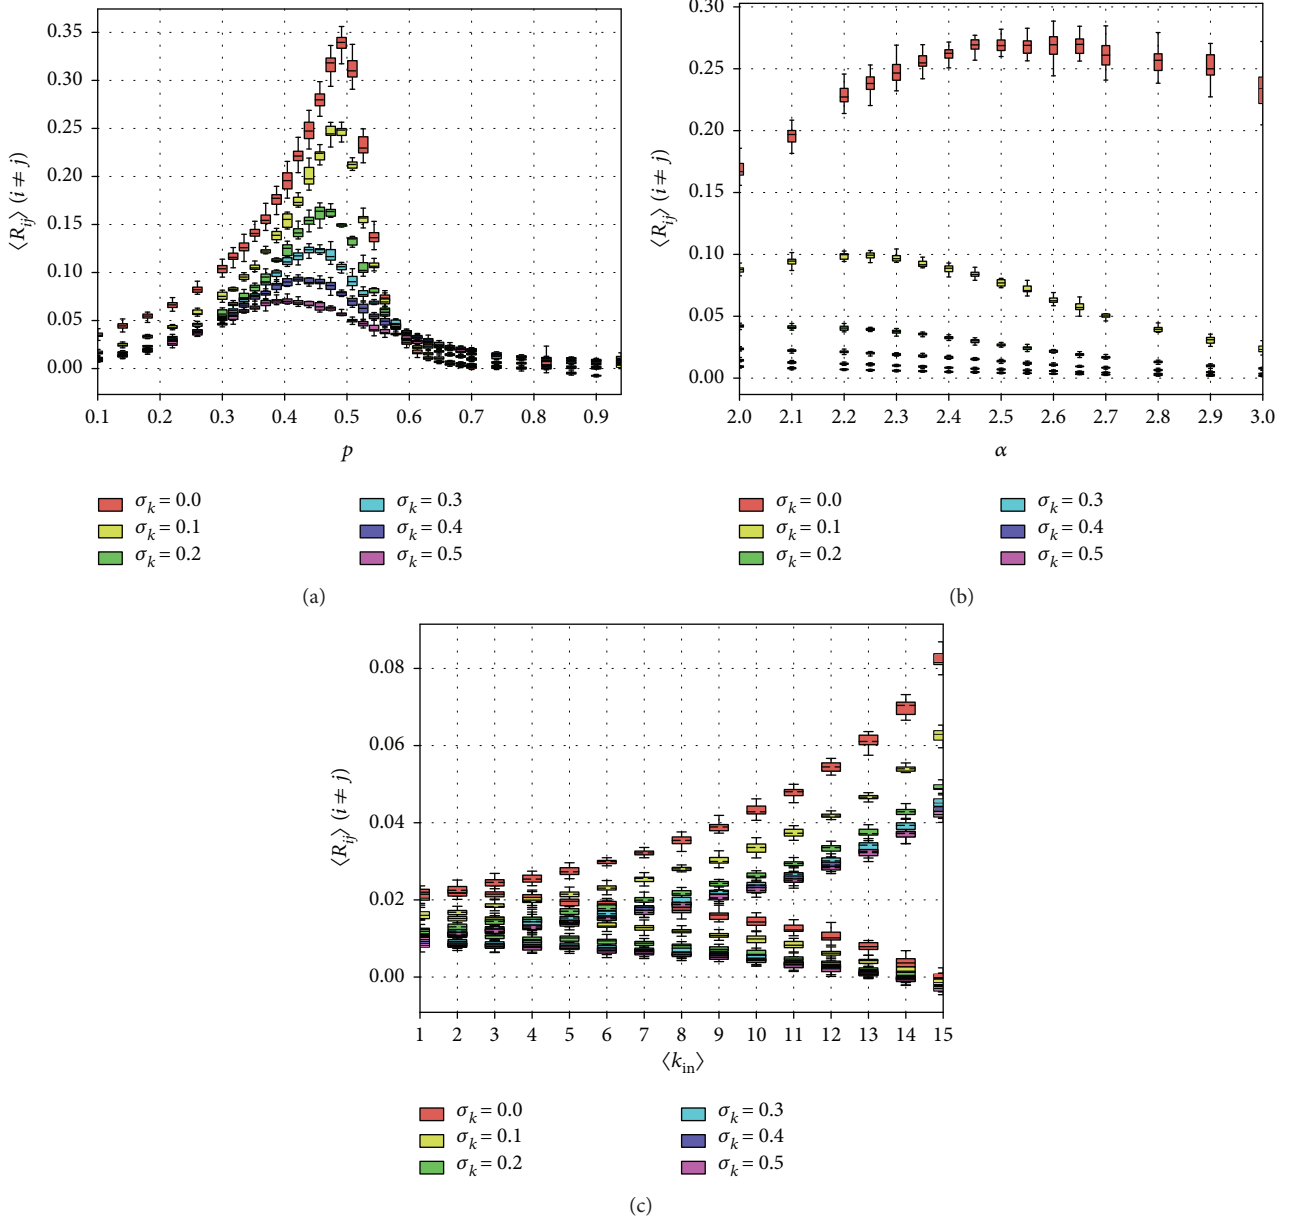 0.35
0.30
0.25
0.20
0.15
0.10
0.05
0.00
⟨R_ij⟩ (i ≠ j)
0.1 0.2 0.3 0.4 0.5 0.6 0.7 0.8 0.9
p
σ_k = 0.0 σ_k = 0.3
σ_k = 0.1 σ_k = 0.4
σ_k = 0.2 σ_k = 0.5
(a)
0.30
0.25
0.20
0.15
0.10
0.05
0.00
⟨R_ij⟩ (i ≠ j)
2.0 2.1 2.2 2.3 2.4 2.5 2.6 2.7 2.8 2.9 3.0
α
σ_k = 0.0 σ_k = 0.3
σ_k = 0.1 σ_k = 0.4
σ_k = 0.2 σ_k = 0.5
(b)
0.08
0.06
0.04
0.02
0.00
⟨R_ij⟩ (i ≠ j)
1 2 3 4 5 6 7 8 9 10 11 12 13 14 15
⟨k_in⟩
σ_k = 0.0 σ_k = 0.3
σ_k = 0.1 σ_k = 0.4
σ_k = 0.2 σ_k = 0.5
(c)